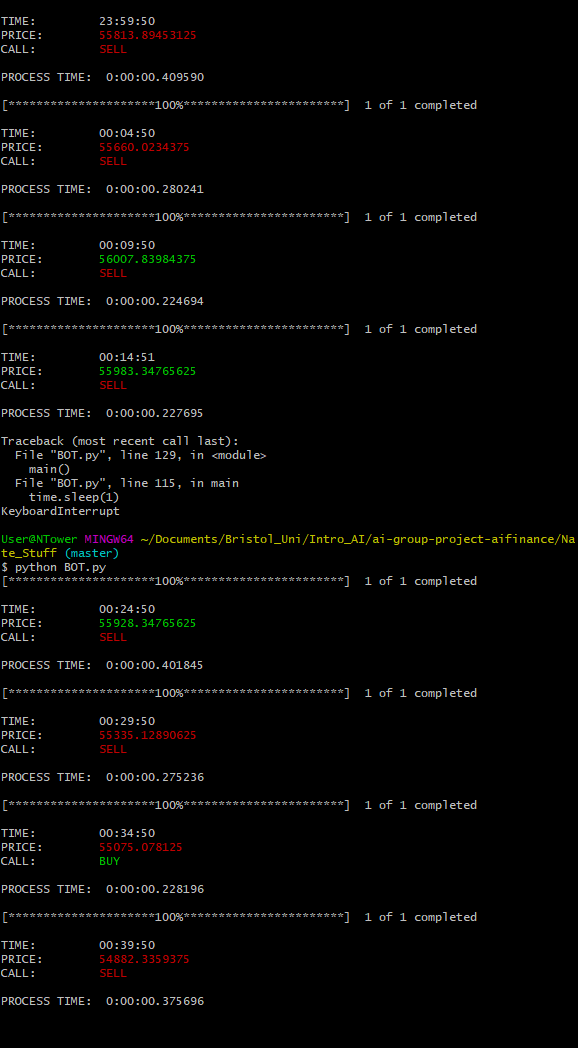 TIME: 23:59:50
PRICE: 55813.89453125
CALL: SELL
PROCESS TIME: 0:00:00.409590
[*********************100%***********************] 1 of 1 completed
TIME: 00:04:50
PRICE: 55660.0234375
CALL: SELL
PROCESS TIME: 0:00:00.280241
[*********************100%***********************] 1 of 1 completed
TIME: 00:09:50
PRICE: 56007.83984375
CALL: SELL
PROCESS TIME: 0:00:00.224694
[*********************100%***********************] 1 of 1 completed
TIME: 00:14:51
PRICE: 55983.34765625
CALL: SELL
PROCESS TIME: 0:00:00.227695
Traceback (most recent call last):
  File "BOT.py", line 129, in <module>
    main()
  File "BOT.py", line 115, in main
    time.sleep(1)
KeyboardInterrupt
User@NTower MINGW64 ~/Documents/Bristol_Uni/Intro_AI/ai-group-project-aifinance/Na
te_Stuff (master)
$ python BOT.py
[*********************100%***********************] 1 of 1 completed
TIME: 00:24:50
PRICE: 55928.34765625
CALL: SELL
PROCESS TIME: 0:00:00.401845
[*********************100%***********************] 1 of 1 completed
TIME: 00:29:50
PRICE: 55335.12890625
CALL: SELL
PROCESS TIME: 0:00:00.275236
[*********************100%***********************] 1 of 1 completed
TIME: 00:34:50
PRICE: 55075.078125
CALL: BUY
PROCESS TIME: 0:00:00.228196
[*********************100%***********************] 1 of 1 completed
TIME: 00:39:50
PRICE: 54882.3359375
CALL: SELL
PROCESS TIME: 0:00:00.375696